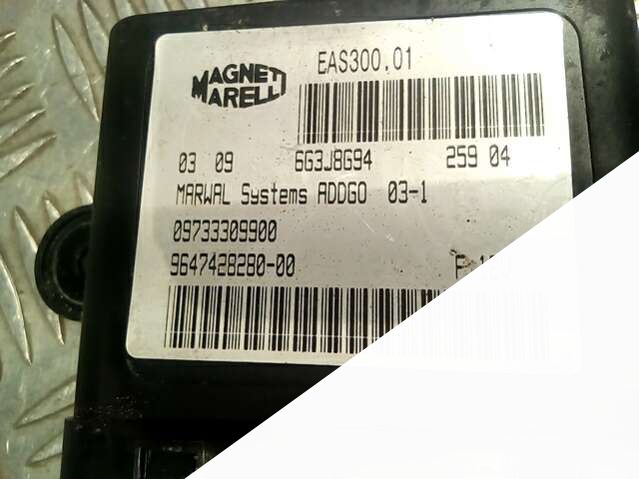 MAGNETI
MARELLI
EAS300.01
03 09 6G3J8G94 259 04
MARWAL Systems ADDGO 03-1
09733309900
9647428280-00